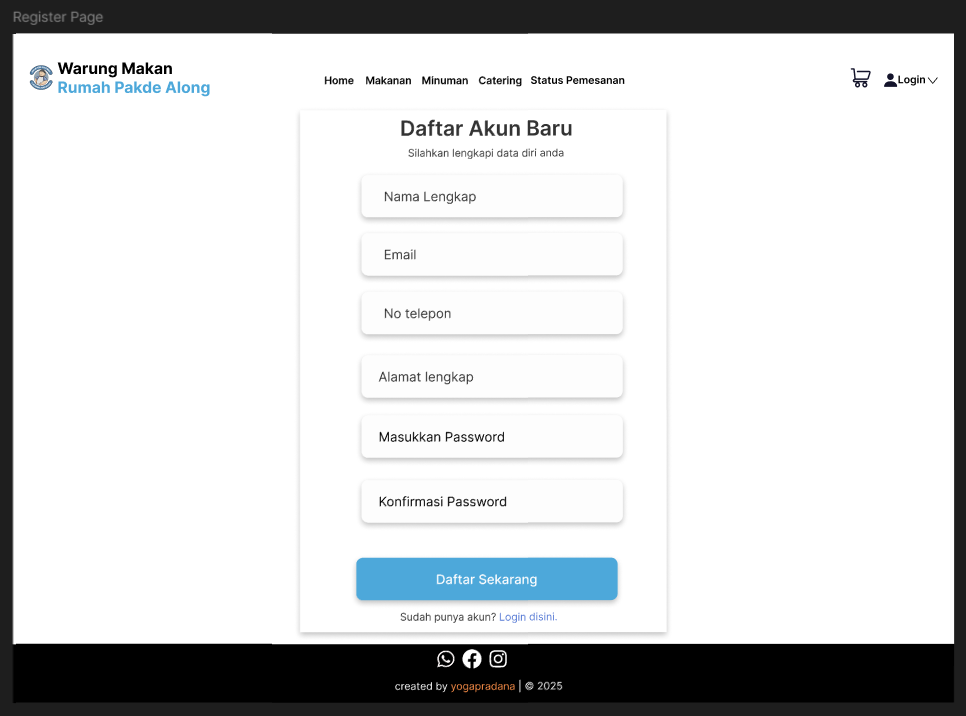 Register Page
Warung Makan
Rumah Pakde Along
Home Makanan Minuman Catering Status Pemesanan
Login
Daftar Akun Baru
Silahkan lengkapi data diri anda
Nama Lengkap
Email
No telepon
Alamat lengkap
Masukkan Password
Konfirmasi Password
Daftar Sekarang
Sudah punya akun? Login disini.
created by yogapradana | © 2025